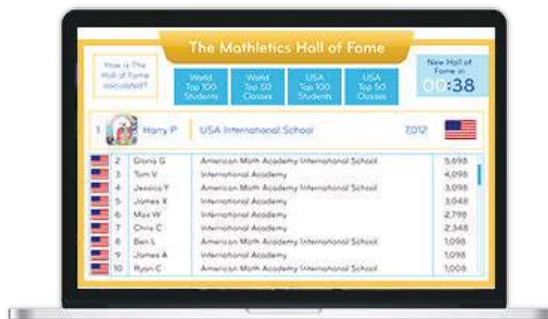 The Mathletics Hall of Fame
How is The
Hall of Fame
calculated?
World
Top 100
Students
World
Top 50
Classes
USA
Top 100
Students
USA
Top 50
Classes
New Hall of
Fame in
00:38
1 Harry P USA International School 7,012
2 Gloria G American Math Academy International School 5,698
3 Tom V International Academy 4,098
4 Jessica Y American Math Academy International School 3,098
5 James X International Academy 3,048
6 Max W International Academy 2,798
7 Chris C International Academy 2,348
8 Ben L American Math Academy International School 1,098
9 James A International Academy 1,098
10 Ryan C American Math Academy International School 1,008